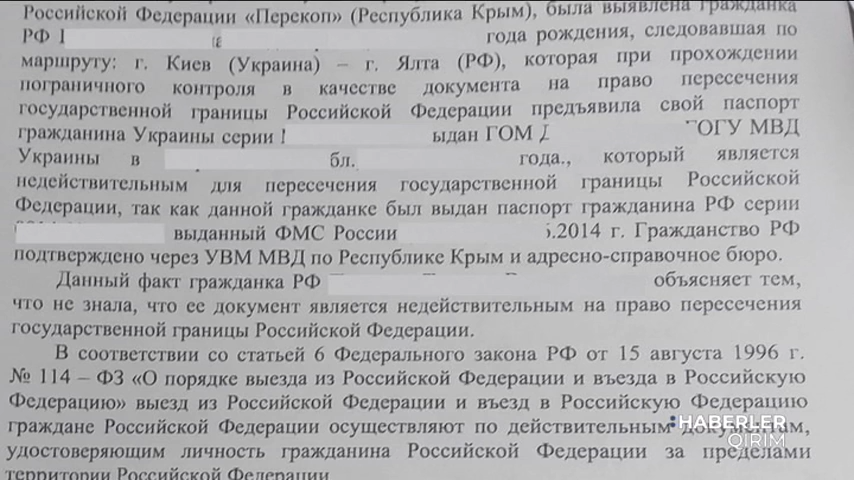 Российской Федерации «Перекоп» (Республика Крым), была выявлена гражданка
РФ года рождения, следовавшая по
маршруту: г. Киев (Украина) – г. Ялта (РФ), которая при прохождении
пограничного контроля в качестве документа на право пересечения
государственной границы Российской Федерации предъявила свой паспорт
гражданина Украины серии ыдан ГОМ ГОГУ МВД
Украины в бл. года., который является
недействительным для пересечения государственной границы Российской
Федерации, так как данной гражданке был выдан паспорт гражданина РФ серии
выданный ФМС России .2014 г. Гражданство РФ
подтверждено через УВМ МВД по Республике Крым и адресно-справочное бюро.
Данный факт гражданка РФ объясняет тем,
что не знала, что ее документ является недействительным на право пересечения
государственной границы Российской Федерации.
В соответствии со статьей 6 Федерального закона РФ от 15 августа 1996 г.
№ 114 – ФЗ «О порядке выезда из Российской Федерации и въезда в Российскую
Федерацию» выезд из Российской Федерации и въезд в Российскую Федерацию
граждане Российской Федерации осуществляют по действительным документам,
удостоверяющим личность гражданина Российской Федерации за пределами
территории Российской Федерации
:HABERLER
QIRIM